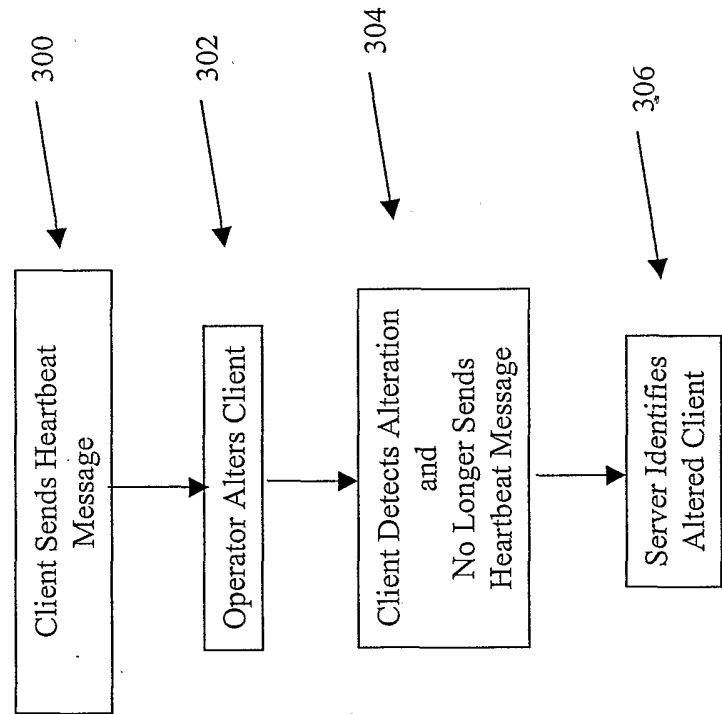 Client Sends Heartbeat
Message
300
Operator Alters Client
302
Client Detects Alteration
and
No Longer Sends
Heartbeat Message
304
Server Identifies
Altered Client
306